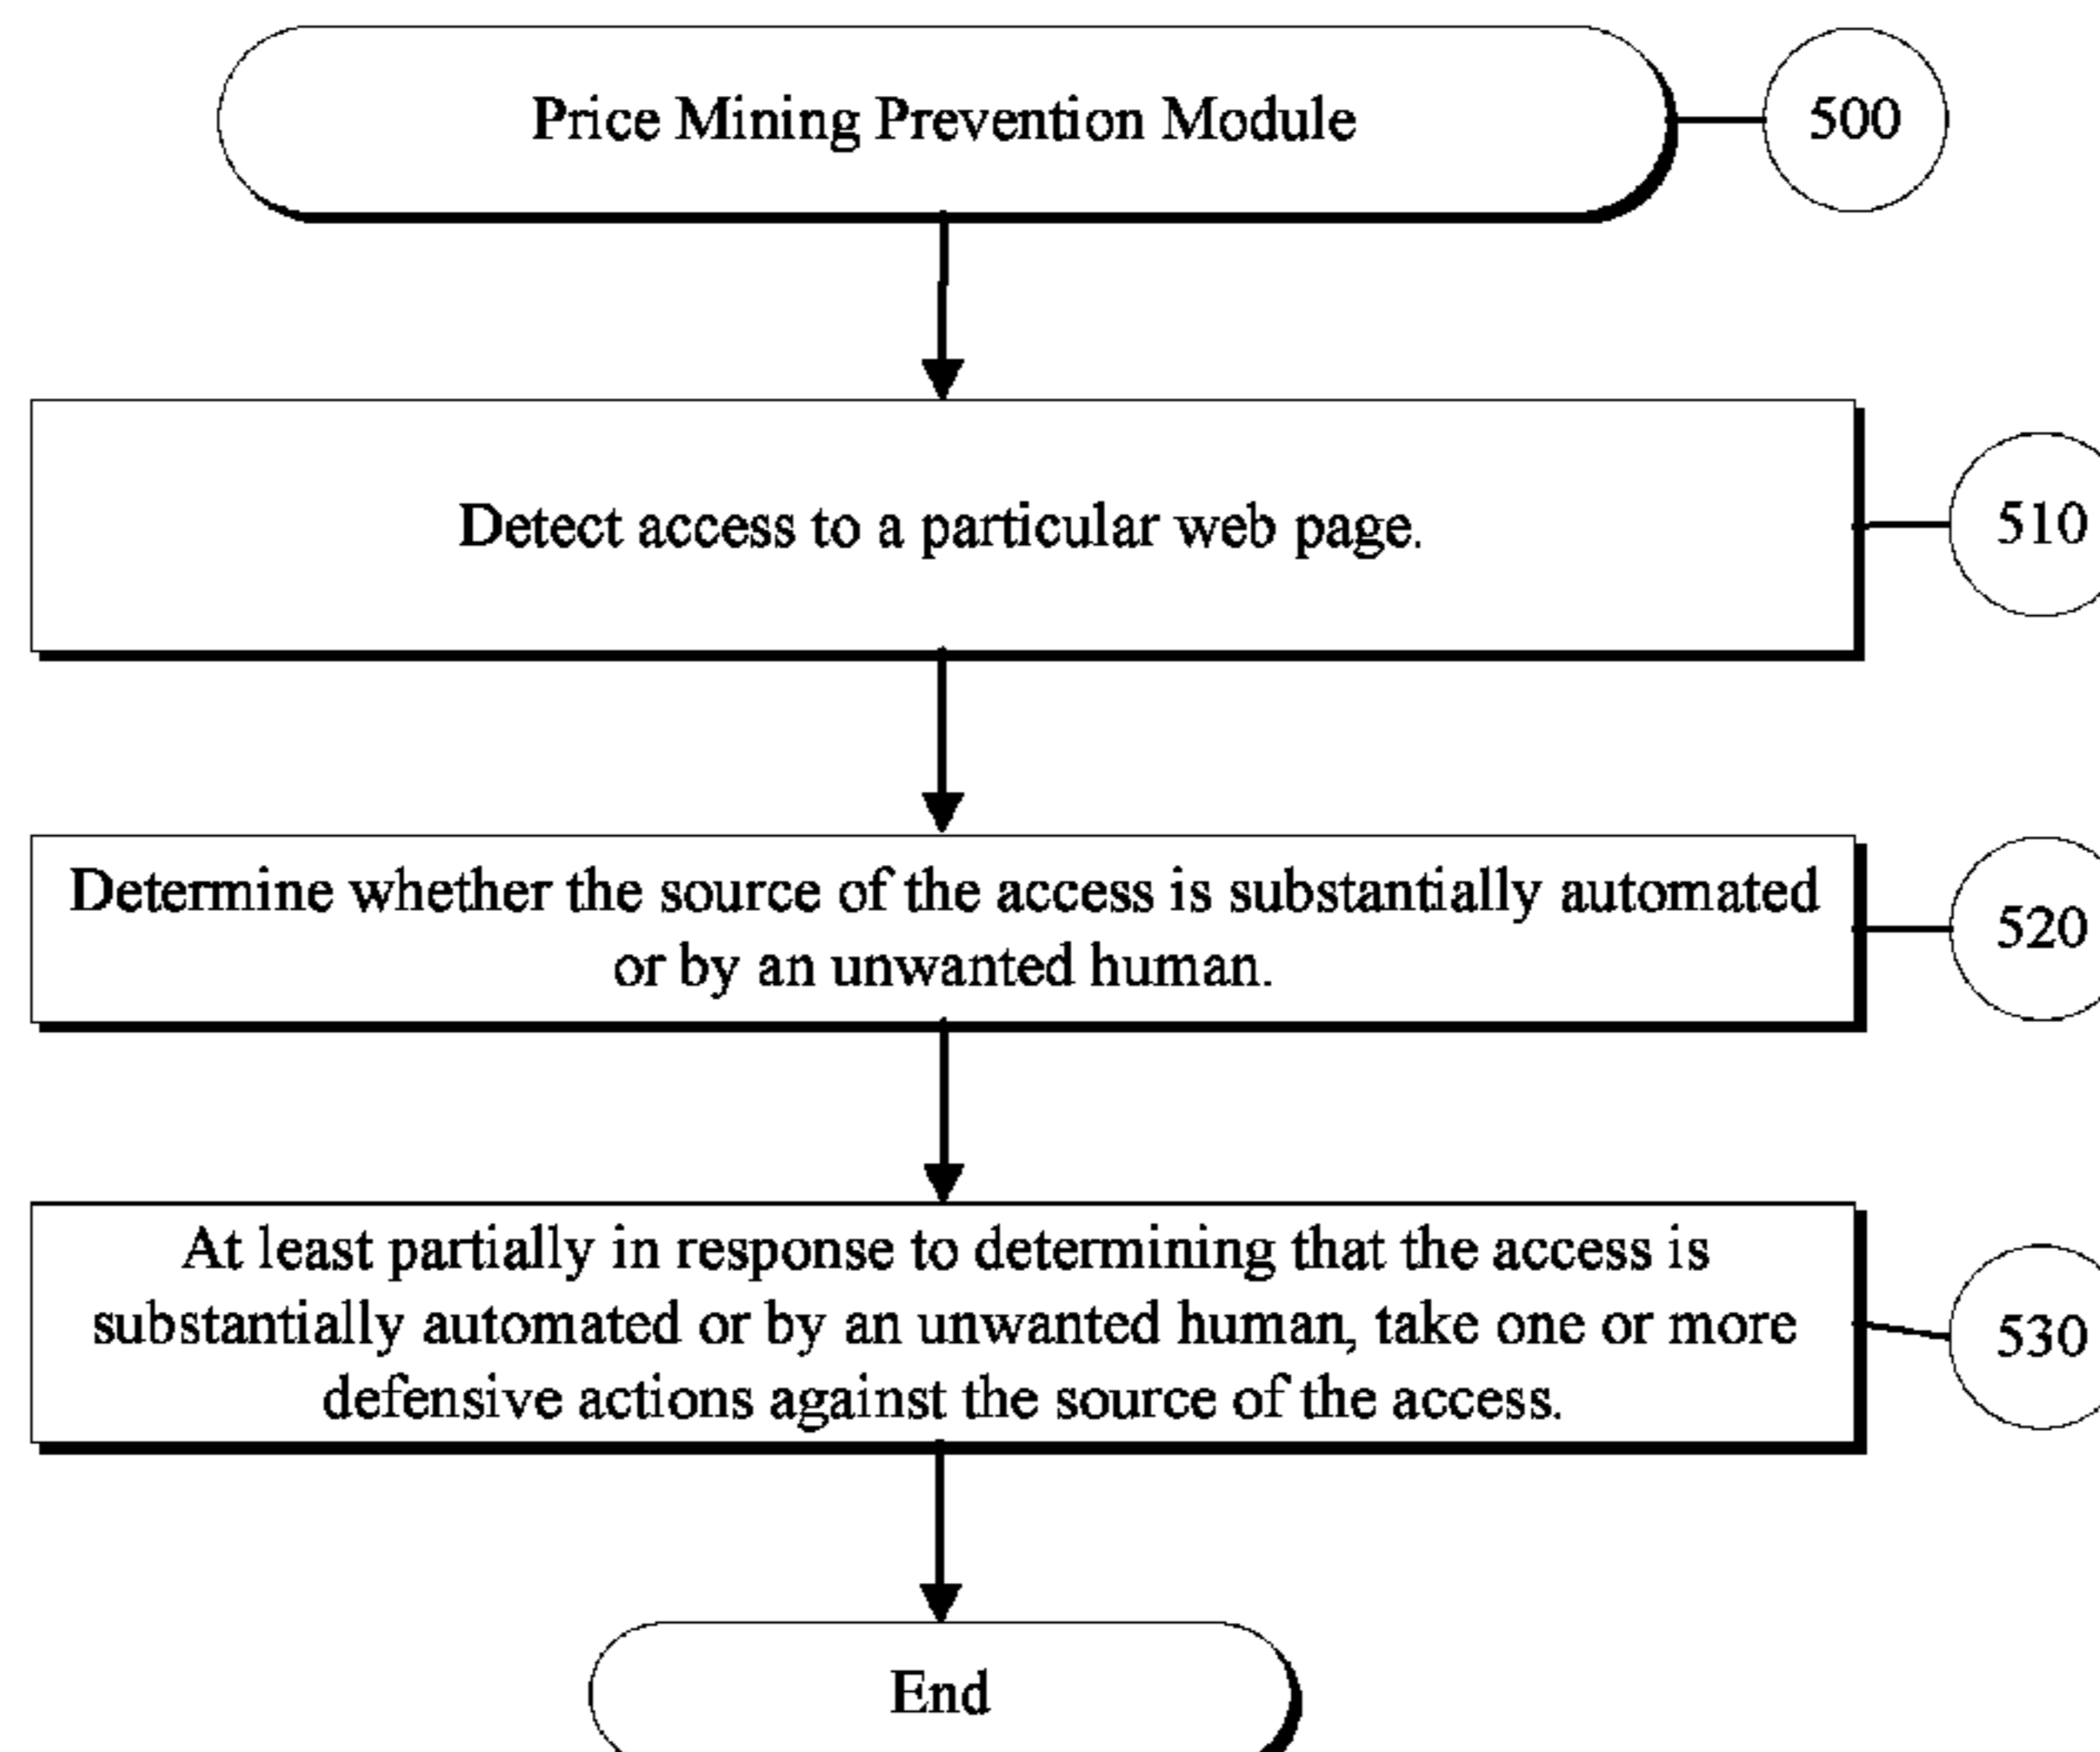 Price Mining Prevention Module
500
Detect access to a particular web page.
510
Determine whether the source of the access is substantially automated
or by an unwanted human.
520
At least partially in response to determining that the access is
substantially automated or by an unwanted human, take one or more
defensive actions against the source of the access.
530
End